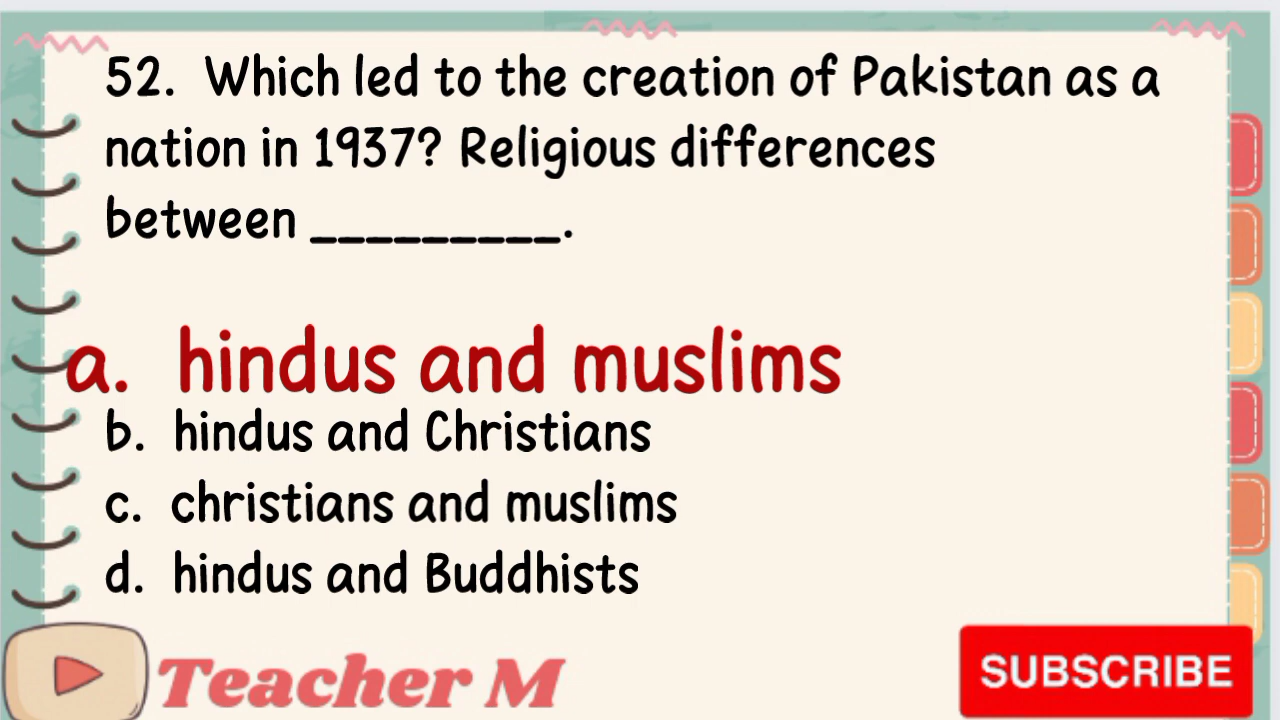 52. Which led to the creation of Pakistan as a
nation in 1937? Religious differences
between _________.
a. hindus and muslims
b. hindus and Christians
c. christians and muslims
d. hindus and Buddhists
Teacher M
SUBSCRIBE